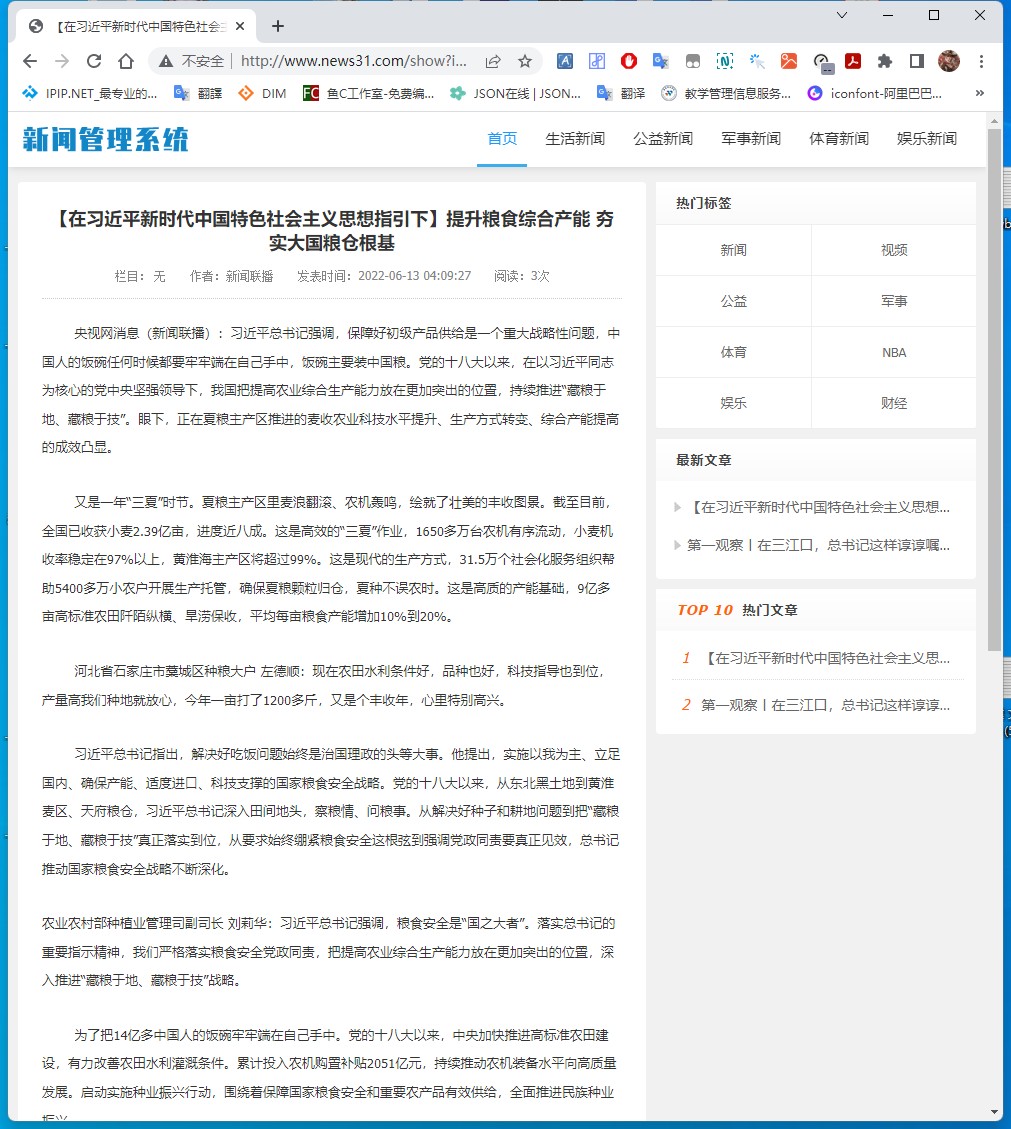 【在习近平新时代中国特色社会三
不安全
http://www.news31.com/show?i...
IPIP.NET_最专业的...
翻譯
DIM
鱼C工作室-免费编...
JSON在线 | JSON...
翻译
教学管理信息服务...
iconfont-阿里巴巴...
新闻管理系统
首页
生活新闻
公益新闻
军事新闻
体育新闻
娱乐新闻
【在习近平新时代中国特色社会主义思想指引下】提升粮食综合产能 夯
实大国粮仓根基
栏目：无 作者：新闻联播 发表时间：2022-06-13 04:09:27 阅读：3次
央视网消息（新闻联播）：习近平总书记强调，保障好初级产品供给是一个重大战略性问题，中
国人的饭碗任何时候都要牢牢端在自己手中，饭碗主要装中国粮。党的十八大以来，在以习近平同志
为核心的党中央坚强领导下，我国把提高农业综合生产能力放在更加突出的位置，持续推进“藏粮于
地、藏粮于技”。眼下，正在夏粮主产区推进的麦收农业科技水平提升、生产方式转变、综合产能提高
的成效凸显。
又是一年“三夏”时节。夏粮主产区里麦浪翻滚、农机轰鸣，绘就了壮美的丰收图景。截至目前，
全国已收获小麦2.39亿亩，进度近八成。这是高效的“三夏”作业，1650多万台农机有序流动，小麦机
收率稳定在97%以上，黄淮海主产区将超过99%。这是现代的生产方式，31.5万个社会化服务组织帮
助5400多万小农户开展生产托管，确保夏粮颗粒归仓，夏种不误农时。这是高质的产能基础，9亿多
亩高标准农田阡陌纵横、旱涝保收，平均每亩粮食产能增加10%到20%。
河北省石家庄市藁城区种粮大户 左德顺：现在农田水利条件好，品种也好，科技指导也到位，
产量高我们种地就放心，今年一亩打了1200多斤，又是个丰收年，心里特别高兴。
习近平总书记指出，解决好吃饭问题始终是治国理政的头等大事。他提出，实施以我为主、立足
国内、确保产能、适度进口、科技支撑的国家粮食安全战略。党的十八大以来，从东北黑土地到黄淮
麦区、天府粮仓，习近平总书记深入田间地头，察粮情、问粮事。从解决好种子和耕地问题到把“藏粮
于地、藏粮于技”真正落实到位，从要求始终绷紧粮食安全这根弦到强调党政同责要真正见效，总书记
推动国家粮食安全战略不断深化。
农业农村部种植业管理司副司长 刘莉华：习近平总书记强调，粮食安全是“国之大者”。落实总书记的
重要指示精神，我们严格落实粮食安全党政同责，把提高农业综合生产能力放在更加突出的位置，深
入推进“藏粮于地、藏粮于技”战略。
为了把14亿多中国人的饭碗牢牢端在自己手中。党的十八大以来，中央加快推进高标准农田建
设，有力改善农田水利灌溉条件。累计投入农机购置补贴2051亿元，持续推动农机装备水平向高质量
发展。启动实施种业振兴行动，围绕着保障国家粮食安全和重要农产品有效供给，全面推进民族种业
热门标签
新闻
视频
公益
军事
体育
NBA
娱乐
财经
最新文章
【在习近平新时代中国特色社会主义思想...
第一观察丨在三江口，总书记这样谆谆嘱...
TOP 10 热门文章
1 【在习近平新时代中国特色社会主义思...
2 第一观察丨在三江口，总书记这样谆谆...